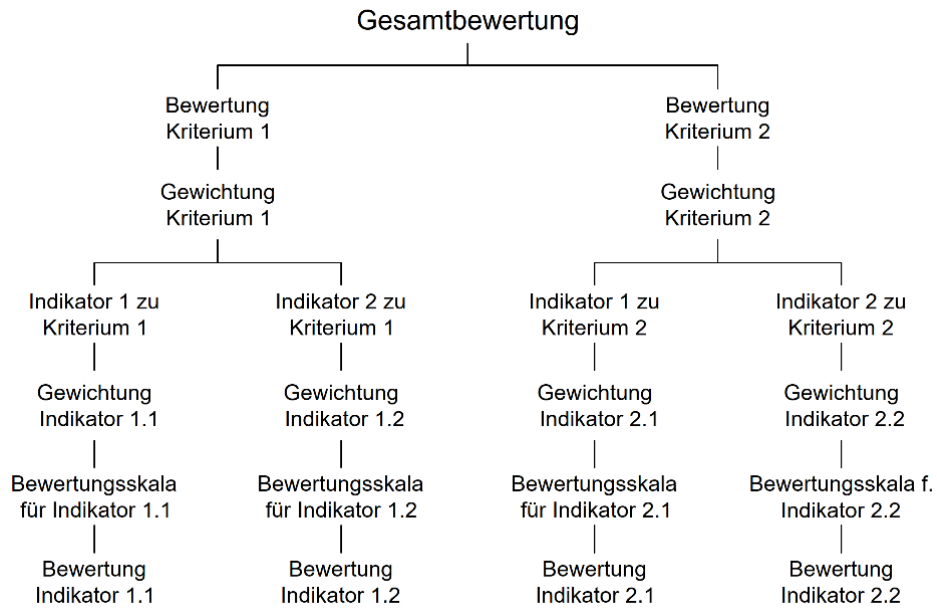 Gesamtbewertung
Bewertung
Kriterium 1
Bewertung
Kriterium 2
Gewichtung
Kriterium 1
Gewichtung
Kriterium 2
Indikator 1 zu
Kriterium 1
Indikator 2 zu
Kriterium 1
Indikator 1 zu
Kriterium 2
Indikator 2 zu
Kriterium 2
Gewichtung
Indikator 1.1
Gewichtung
Indikator 1.2
Gewichtung
Indikator 2.1
Gewichtung
Indikator 2.2
Bewertungsskala
für Indikator 1.1
Bewertungsskala
für Indikator 1.2
Bewertungsskala
für Indikator 2.1
Bewertungsskala f.
Indikator 2.2
Bewertung
Indikator 1.1
Bewertung
Indikator 1.2
Bewertung
Indikator 2.1
Bewertung
Indikator 2.2